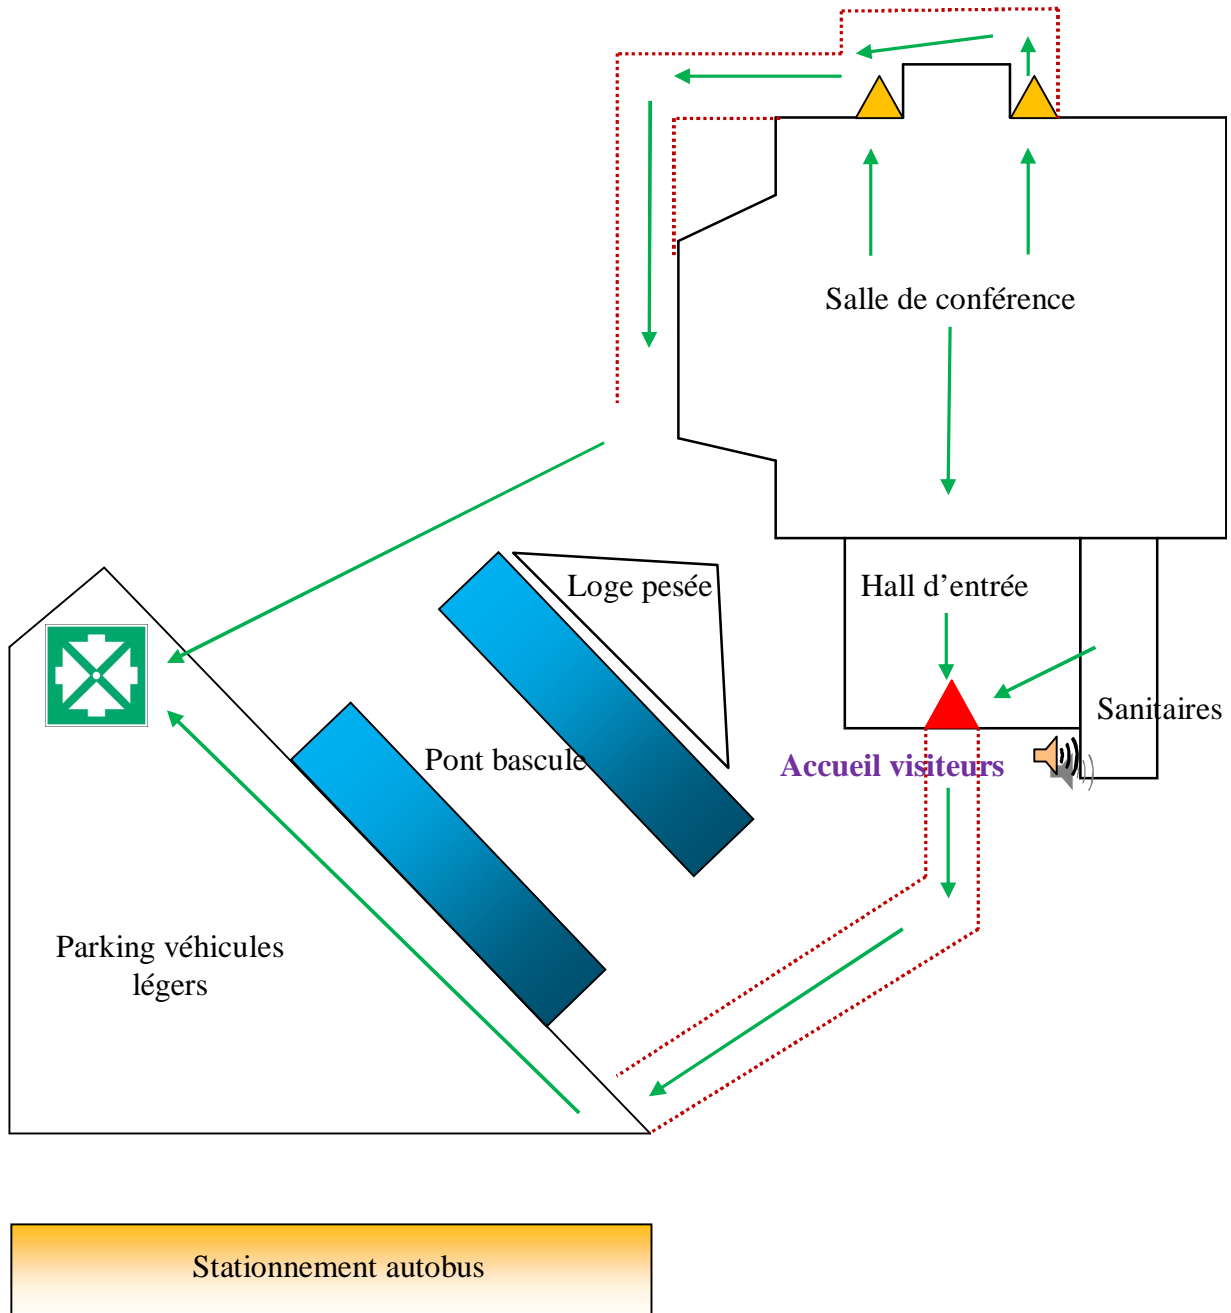 Salle de conférence
Loge pesée
Hall d’entrée
Sanitaires
Pont bascule
Accueil visiteurs
Parking véhicules
légers
Stationnement autobus